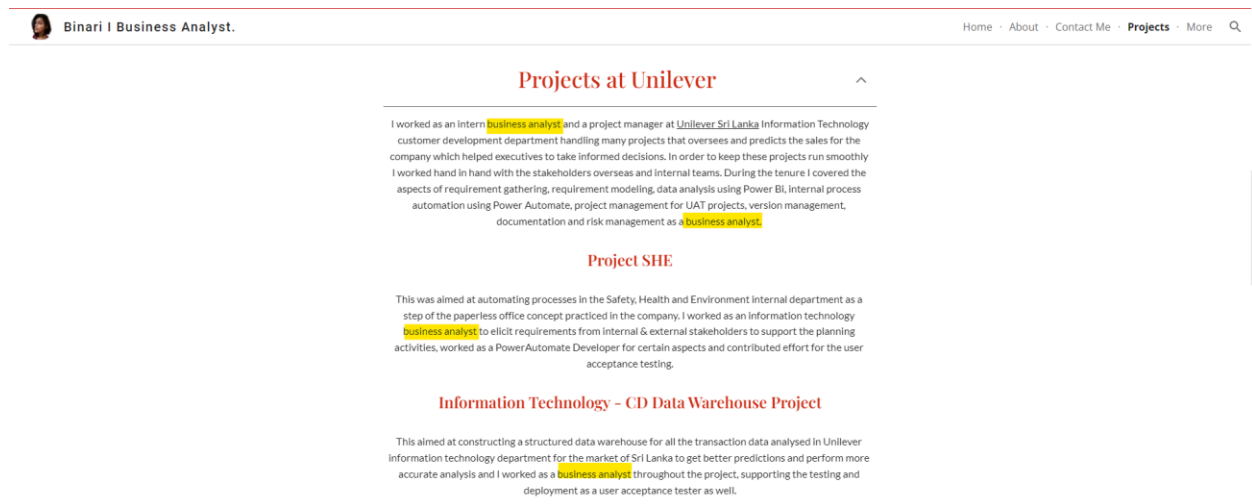 Binari I Business Analyst.
Home · About · Contact Me · Projects · More
Projects at Unilever
I worked as an intern business analyst and a project manager at Unilever Sri Lanka Information Technology
customer development department handling many projects that oversees and predicts the sales for the
company which helped executives to take informed decisions. In order to keep these projects run smoothly
I worked hand in hand with the stakeholders overseas and internal teams. During the tenure I covered the
aspects of requirement gathering, requirement modeling, data analysis using Power Bi, internal process
automation using Power Automate, project management for UAT projects, version management,
documentation and risk management as a business analyst.
Project SHE
This was aimed at automating processes in the Safety, Health and Environment internal department as a
step of the paperless office concept practiced in the company. I worked as an information technology
business analyst to elicit requirements from internal & external stakeholders to support the planning
activities, worked as a PowerAutomate Developer for certain aspects and contributed effort for the user
acceptance testing.
Information Technology - CD Data Warehouse Project
This aimed at constructing a structured data warehouse for all the transaction data analysed in Unilever
information technology department for the market of Sri Lanka to get better predictions and perform more
accurate analysis and I worked as a business analyst throughout the project, supporting the testing and
deployment as a user acceptance tester as well.